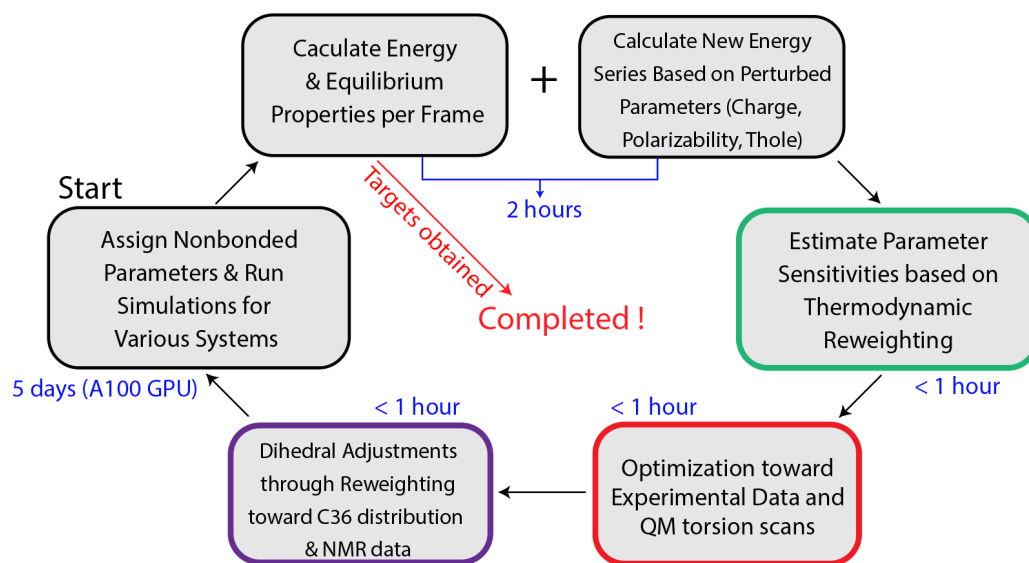 Caculate Energy
& Equilibrium
Properties per Frame
+
Calculate New Energy
Series Based on Perturbed
Parameters (Charge,
Polarizability, Thole)
2 hours
Start
Targets obtained
Completed !
Assign Nonbonded
Parameters & Run
Simulations for
Various Systems
5 days (A100 GPU)
Estimate Parameter
Sensitivities based on
Thermodynamic
Reweighting
< 1 hour
< 1 hour
Optimization toward
Experimental Data and
QM torsion scans
< 1 hour
Dihedral Adjustments
through Reweighting
toward C36 distribution
& NMR data